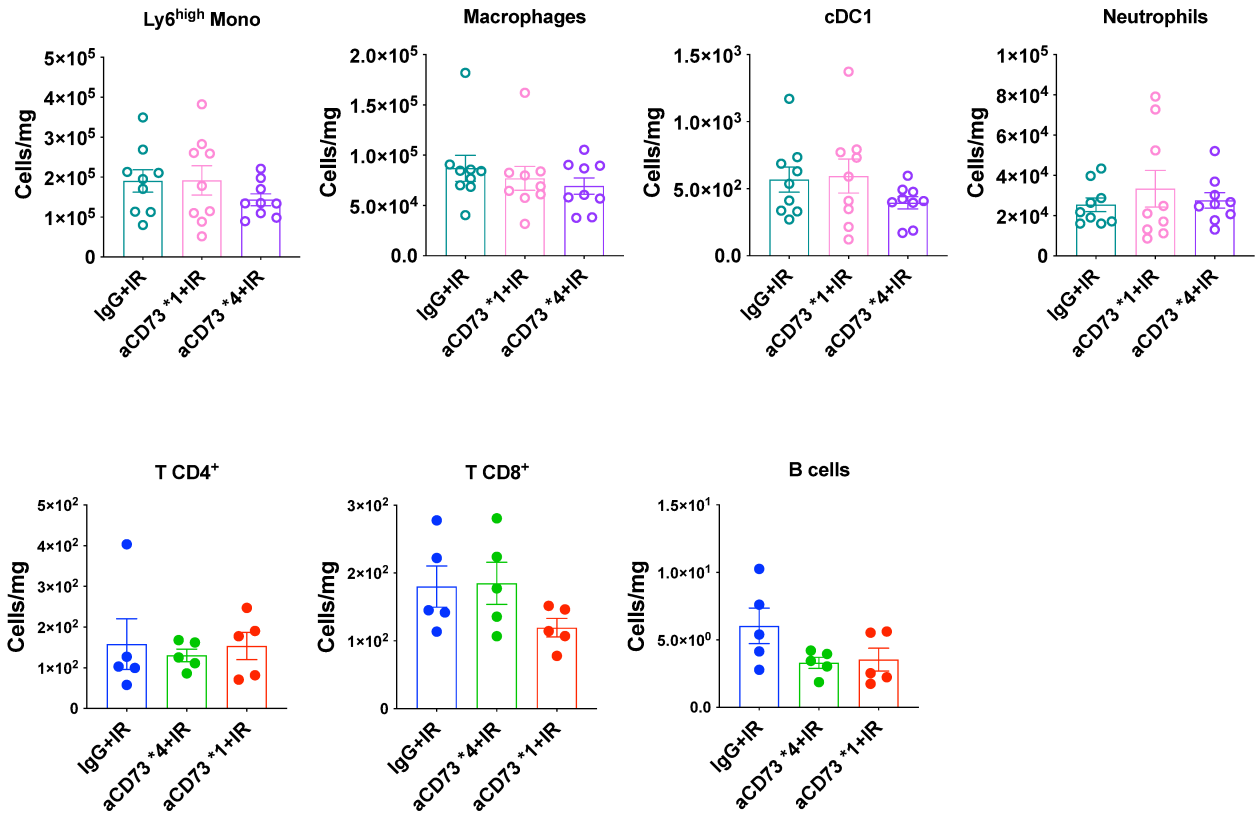 Ly6ʰⁱᵍʰ Mono
Cells/mg
5×10⁵
4×10⁵
3×10⁵
2×10⁵
1×10⁵
0
IgG+IR
aCD73 *1+IR
aCD73 *4+IR
Macrophages
Cells/mg
2.0×10⁵
1.5×10⁵
1.0×10⁵
5.0×10⁴
0.0
IgG+IR
aCD73 *1+IR
aCD73 *4+IR
cDC1
Cells/mg
1.5×10³
1.0×10³
5.0×10²
0.0
IgG+IR
aCD73 *1+IR
aCD73 *4+IR
Neutrophils
Cells/mg
1×10⁵
8×10⁴
6×10⁴
4×10⁴
2×10⁴
0
IgG+IR
aCD73 *1+IR
aCD73 *4+IR
T CD4⁺
Cells/mg
5×10²
4×10²
3×10²
2×10²
1×10²
0
IgG+IR
aCD73 *4+IR
aCD73 *1+IR
T CD8⁺
Cells/mg
3×10²
2×10²
1×10²
0
IgG+IR
aCD73 *4+IR
aCD73 *1+IR
B cells
Cells/mg
1.5×10¹
1.0×10¹
5.0×10⁰
0.0
IgG+IR
aCD73 *4+IR
aCD73 *1+IR